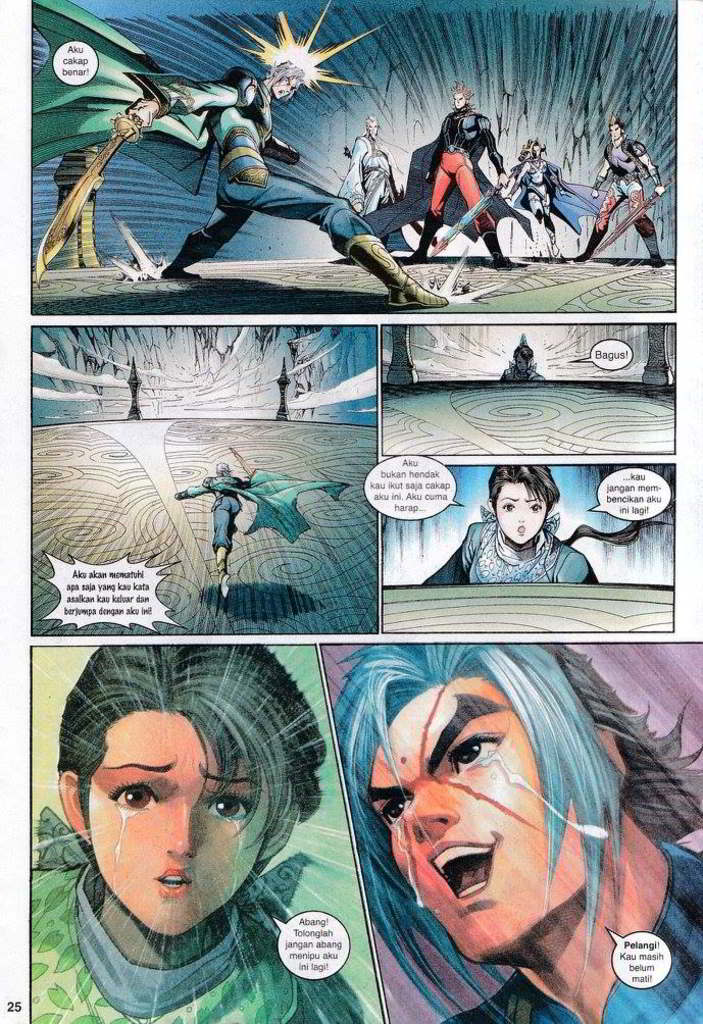 Aku
cakap
benar!
Aku akan mematuhi
apa saja yang kau kata
asalkan kau keluar dan
berjumpa dengan aku ini!
Bagus!
Aku
bukan hendak
kau ikut saja cakap
aku ini. Aku cuma
harap...
...kau
jangan mem-
bencikan aku
ini lagi!
Abang!
Tolonglah
jangan abang
menipu aku
ini lagi!
Pelangi!
Kau masih
belum
mati!
25